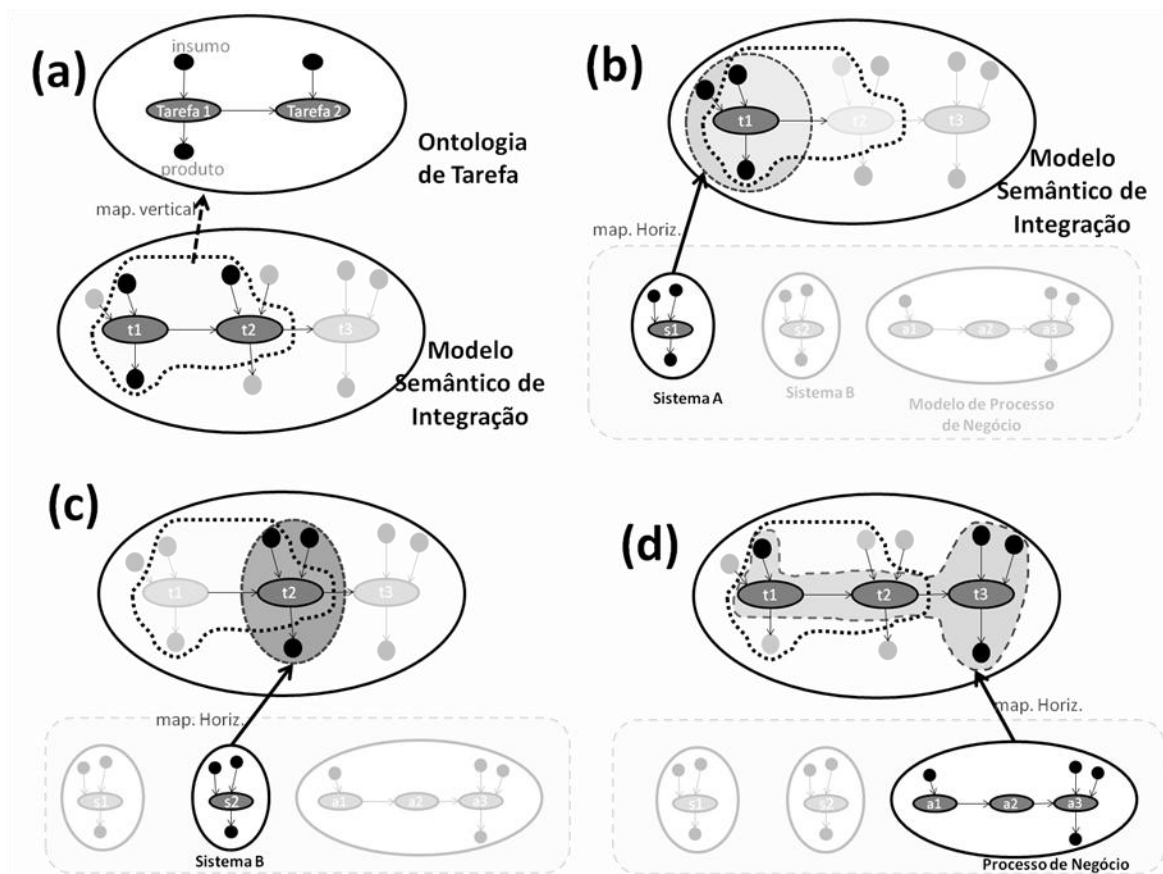 (a)
insumo
Tarefa 1
Tarefa 2
produto
Ontologia
de Tarefa
map. vertical
t1
t2
t3
Modelo
Semântico de
Integração
(b)
t1
t2
t3
Modelo
Semântico de
Integração
map. Horiz.
s1
s2
a1
a2
a3
Sistema A
Sistema B
Modelo de Processo
de Negócio
(c)
t1
t2
t3
map. Horiz.
s1
s2
a1
a2
a3
Sistema B
(d)
t1
t2
t3
map. Horiz.
s1
s2
a1
a2
a3
Processo de Negócio